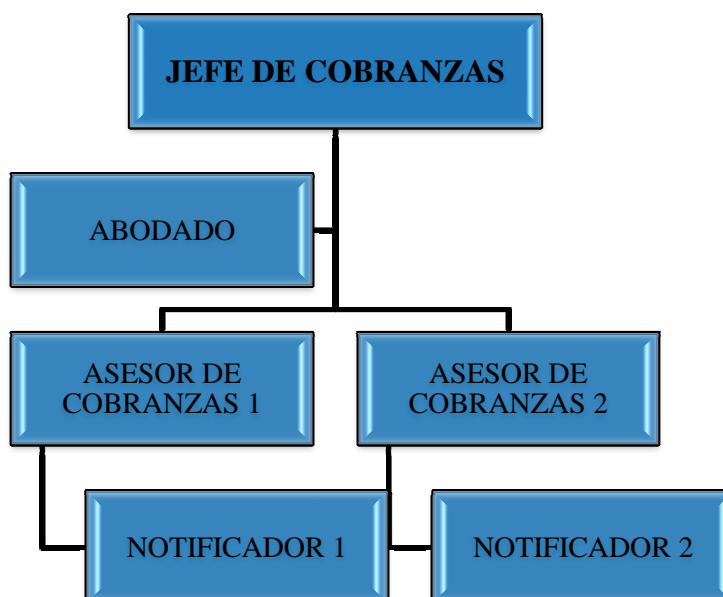 JEFE DE COBRANZAS
ABODADO
ASESOR DE
COBRANZAS 1
ASESOR DE
COBRANZAS 2
NOTIFICADOR 1
NOTIFICADOR 2